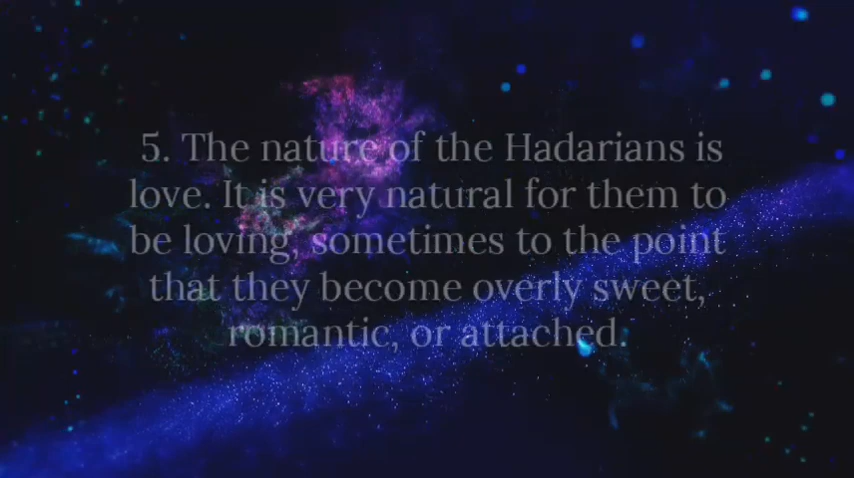 5. The nature of the Hadarians is
love. It is very natural for them to
be loving, sometimes to the point
that they become overly sweet,
romantic, or attached.